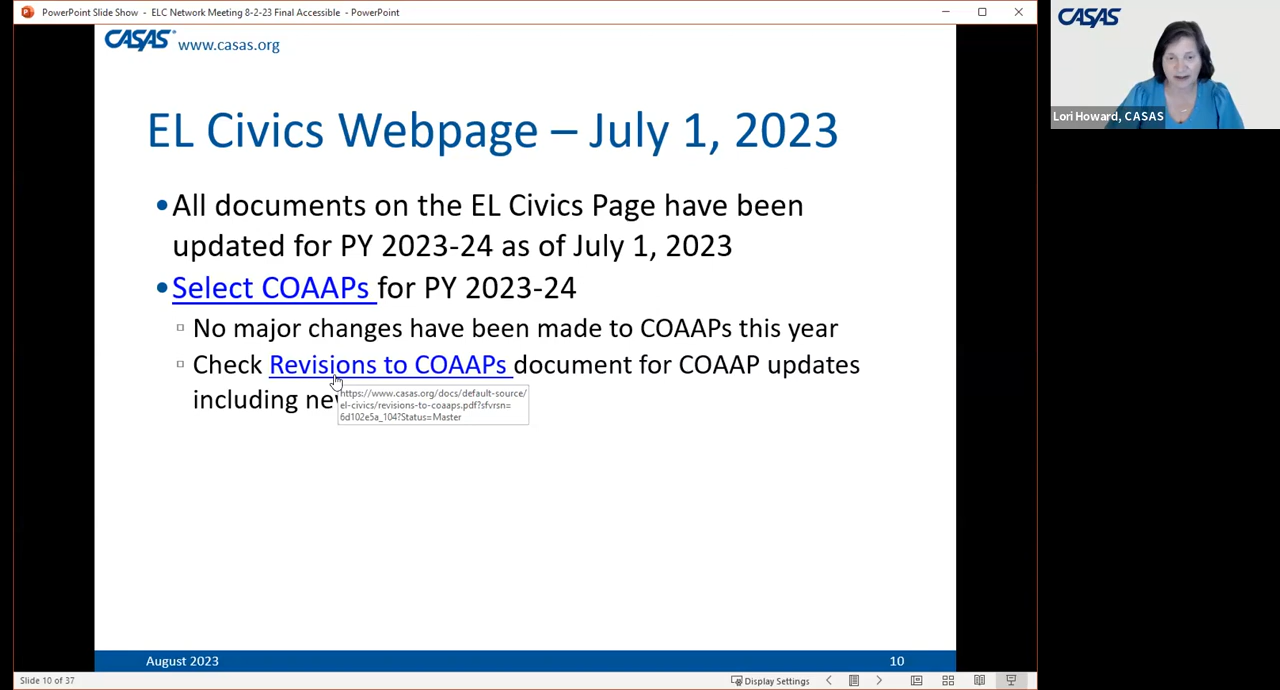 PowerPoint Slide Show - ELC Network Meeting 8-2-23 Final Accessible - PowerPoint
CASAS www.casas.org
EL Civics Webpage – July 1, 2023
•All documents on the EL Civics Page have been
updated for PY 2023-24 as of July 1, 2023
•Select COAAPs for PY 2023-24
No major changes have been made to COAAPs this year
Check Revisions to COAAPs document for COAAP updates
including
https://www.casas.org/docs/default-source/
el-civics/revisions-to-coaaps.pdf?sfvrsn=
6d102e5a_104?Status=Master
August 2023 10
Slide 10 of 37
Display Settings
CASAS
Lori Howard, CASAS